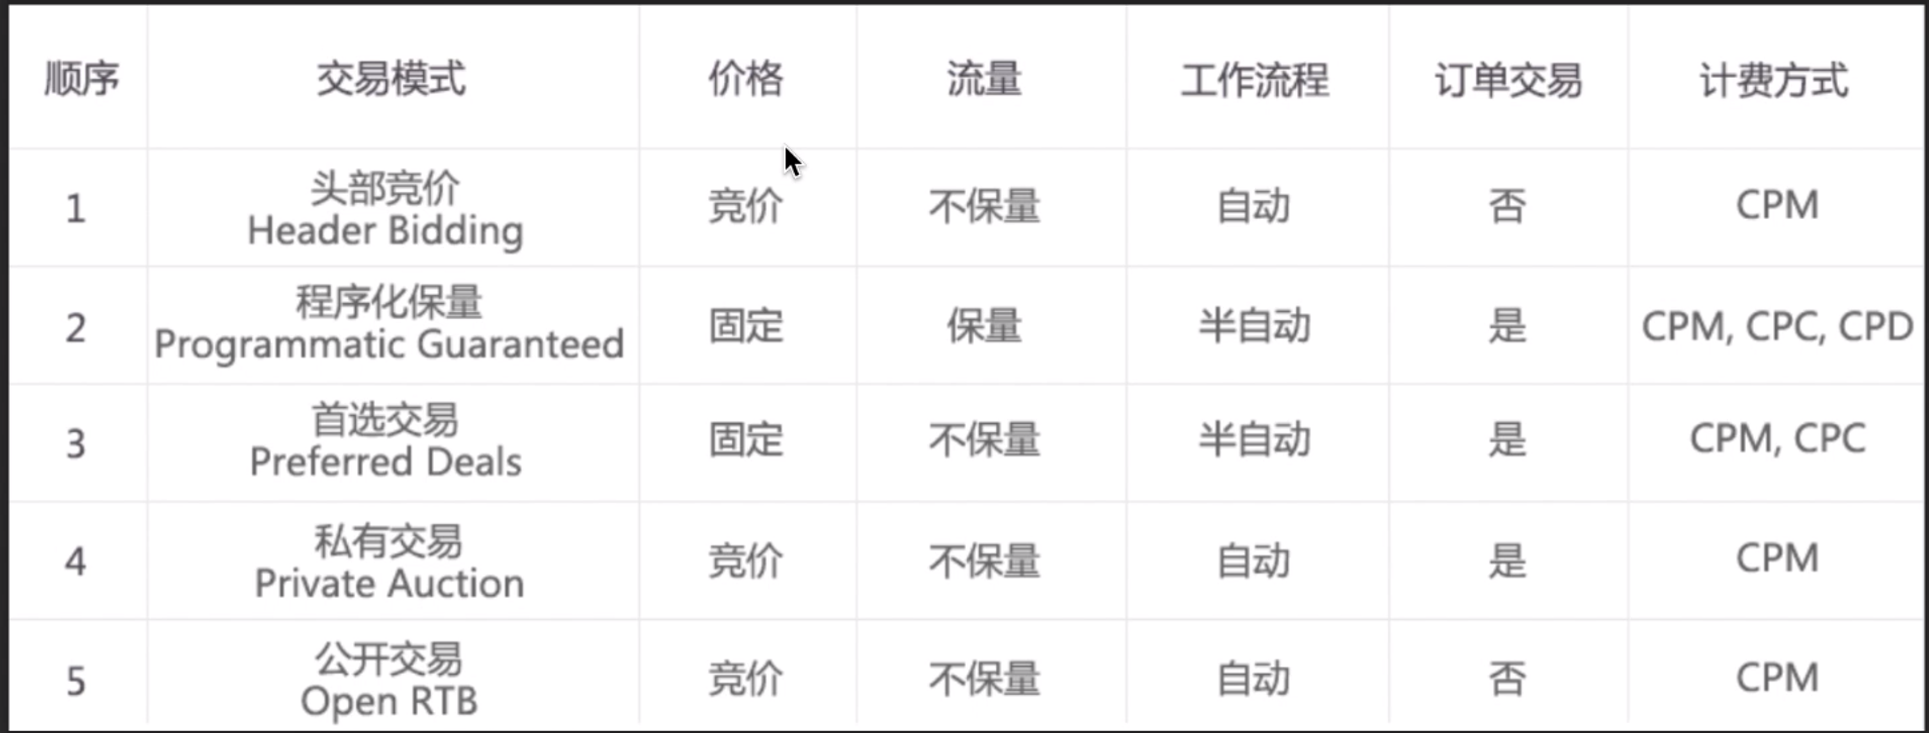 顺序 交易模式 价格 流量 工作流程 订单交易 计费方式
1 头部竞价 竞价 不保量 自动 否 CPM
Header Bidding
2 程序化保量 固定 保量 半自动 是 CPM, CPC, CPD
Programmatic Guaranteed
3 首选交易 固定 不保量 半自动 是 CPM, CPC
Preferred Deals
4 私有交易 竞价 不保量 自动 是 CPM
Private Auction
5 公开交易 竞价 不保量 自动 否 CPM
Open RTB